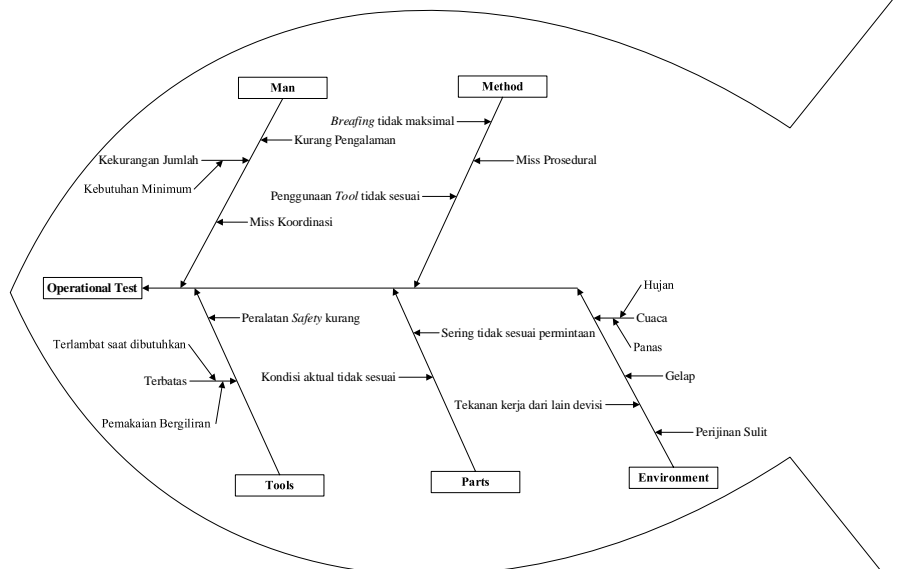 Man
Method
Breafing tidak maksimal
Kurang Pengalaman
Kekurangan Jumlah
Miss Prosedural
Kebutuhan Minimum
Penggunaan Tool tidak sesuai
Miss Koordinasi
Operational Test
Hujan
Peralatan Safety kurang
Cuaca
Sering tidak sesuai permintaan
Terlambat saat dibutuhkan
Panas
Terbatas
Kondisi aktual tidak sesuai
Gelap
Tekanan kerja dari lain devisi
Pemakaian Bergiliran
Perijinan Sulit
Tools
Parts
Environment